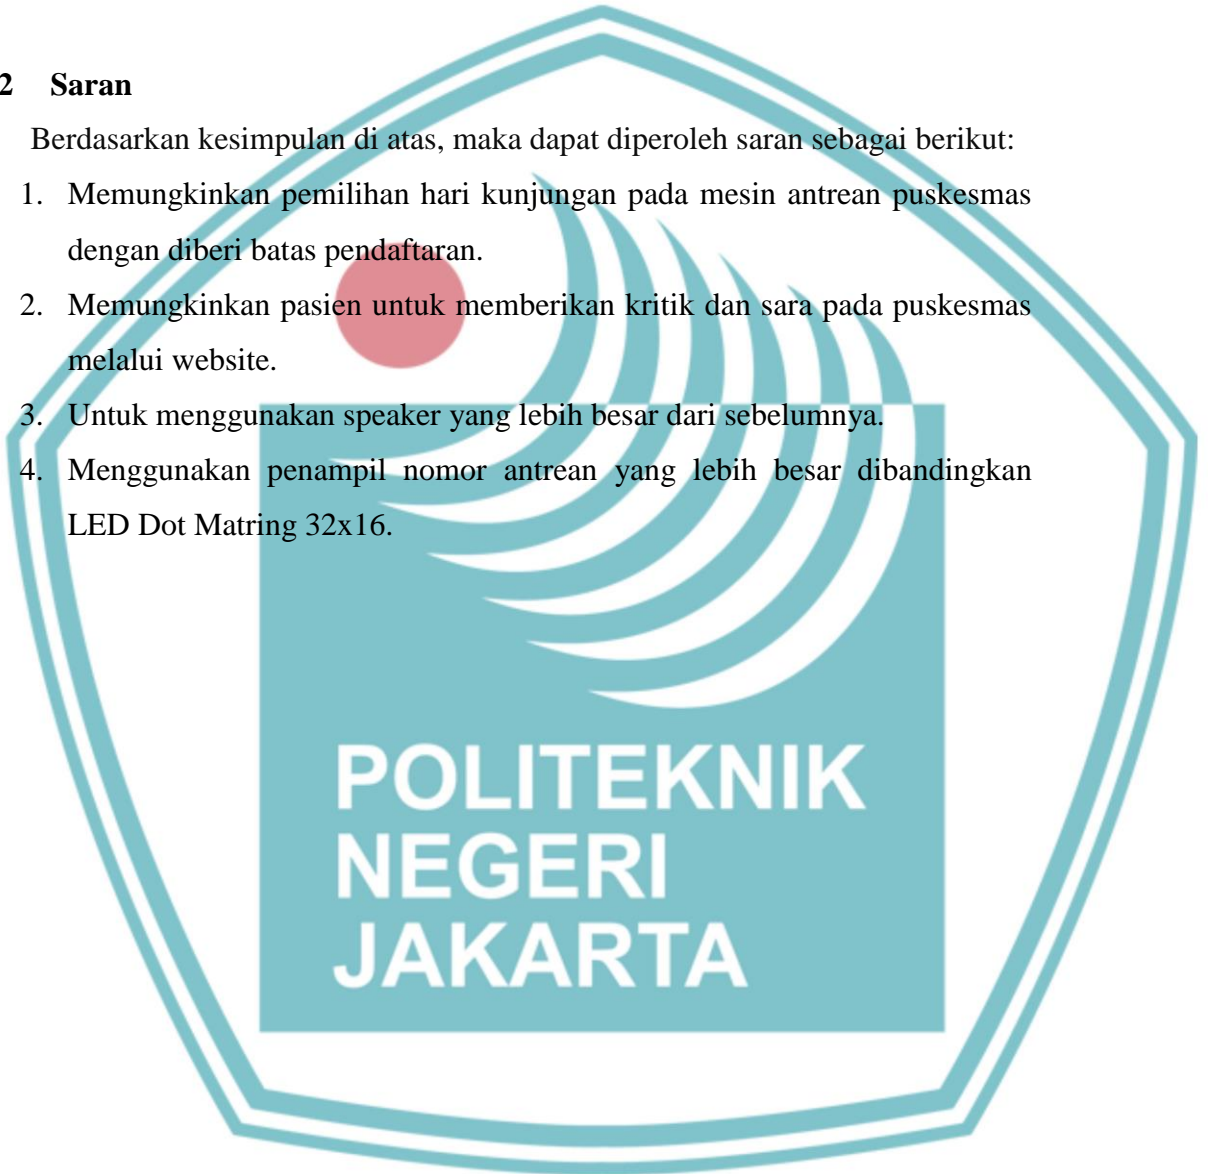 2 Saran
Berdasarkan kesimpulan di atas, maka dapat diperoleh saran sebagai berikut:
1. Memungkinkan pemilihan hari kunjungan pada mesin antrean puskesmas
dengan diberi batas pendaftaran.
2. Memungkinkan pasien untuk memberikan kritik dan sara pada puskesmas
melalui website.
3. Untuk menggunakan speaker yang lebih besar dari sebelumnya.
4. Menggunakan penampil nomor antrean yang lebih besar dibandingkan
LED Dot Matring 32x16.
POLITEKNIK
NEGERI
JAKARTA